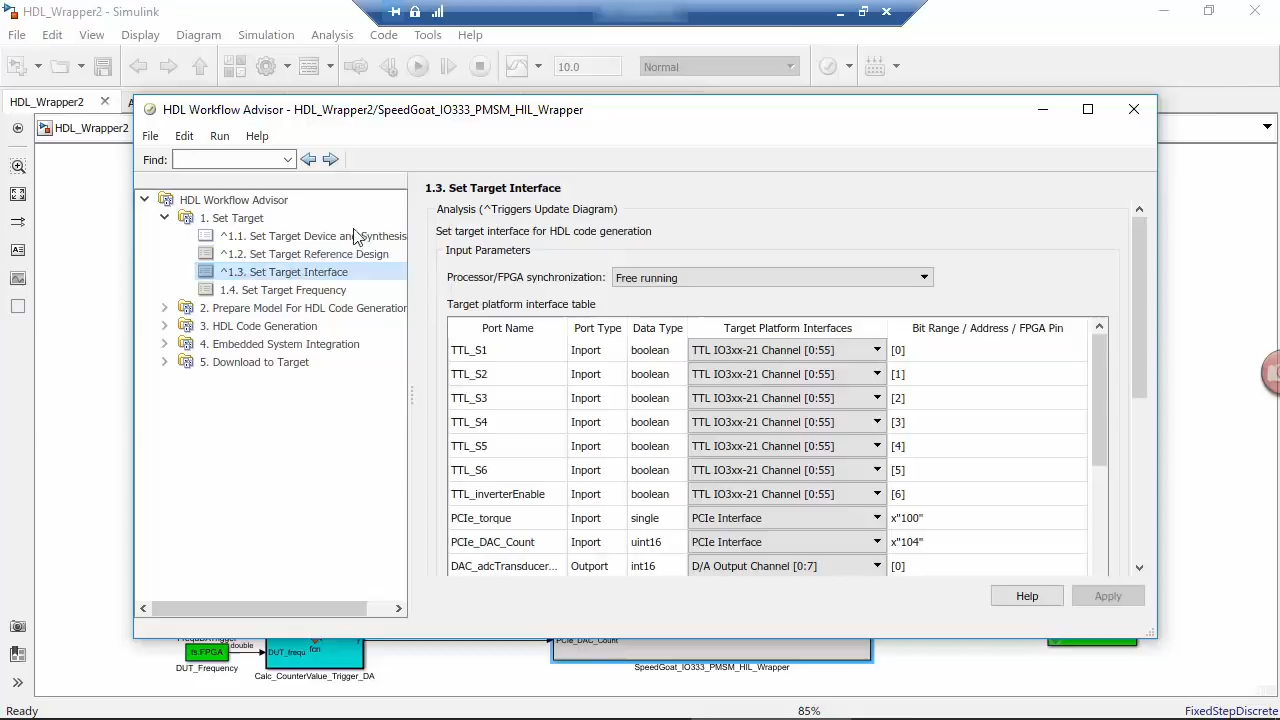 HDL_Wrapper2 - Simulink
File Edit View Display Diagram Simulation Analysis Code Tools Help
10.0 Normal
HDL_Wrapper2
HDL_Wrapper2
HDL Workflow Advisor - HDL_Wrapper2/SpeedGoat_IO333_PMSM_HIL_Wrapper
File Edit Run Help
Find:
HDL Workflow Advisor
1. Set Target
^1.1. Set Target Device and Synthesis
^1.2. Set Target Reference Design
^1.3. Set Target Interface
1.4. Set Target Frequency
2. Prepare Model For HDL Code Generation
3. HDL Code Generation
4. Embedded System Integration
5. Download to Target
1.3. Set Target Interface
Analysis (^Triggers Update Diagram)
Set target interface for HDL code generation
Input Parameters
Processor/FPGA synchronization: Free running
Target platform interface table
Port Name Port Type Data Type Target Platform Interfaces Bit Range / Address / FPGA Pin
TTL_S1 Inport boolean TTL IO3xx-21 Channel [0:55] [0]
TTL_S2 Inport boolean TTL IO3xx-21 Channel [0:55] [1]
TTL_S3 Inport boolean TTL IO3xx-21 Channel [0:55] [2]
TTL_S4 Inport boolean TTL IO3xx-21 Channel [0:55] [3]
TTL_S5 Inport boolean TTL IO3xx-21 Channel [0:55] [4]
TTL_S6 Inport boolean TTL IO3xx-21 Channel [0:55] [5]
TTL_inverterEnable Inport boolean TTL IO3xx-21 Channel [0:55] [6]
PCIe_torque Inport single PCIe Interface x"100"
PCIe_DAC_Count Inport uint16 PCIe Interface x"104"
DAC_adcTransducer... Outport int16 D/A Output Channel [0:7] [0]
Help Apply
PCIe_DAC_Count
double
ts.FPGA
DUT_frequ
fcn
DUT_Frequency
Calc_CounterValue_Trigger_DA
SpeedGoat_IO333_PMSM_HIL_Wrapper
Ready 85% FixedStepDiscrete